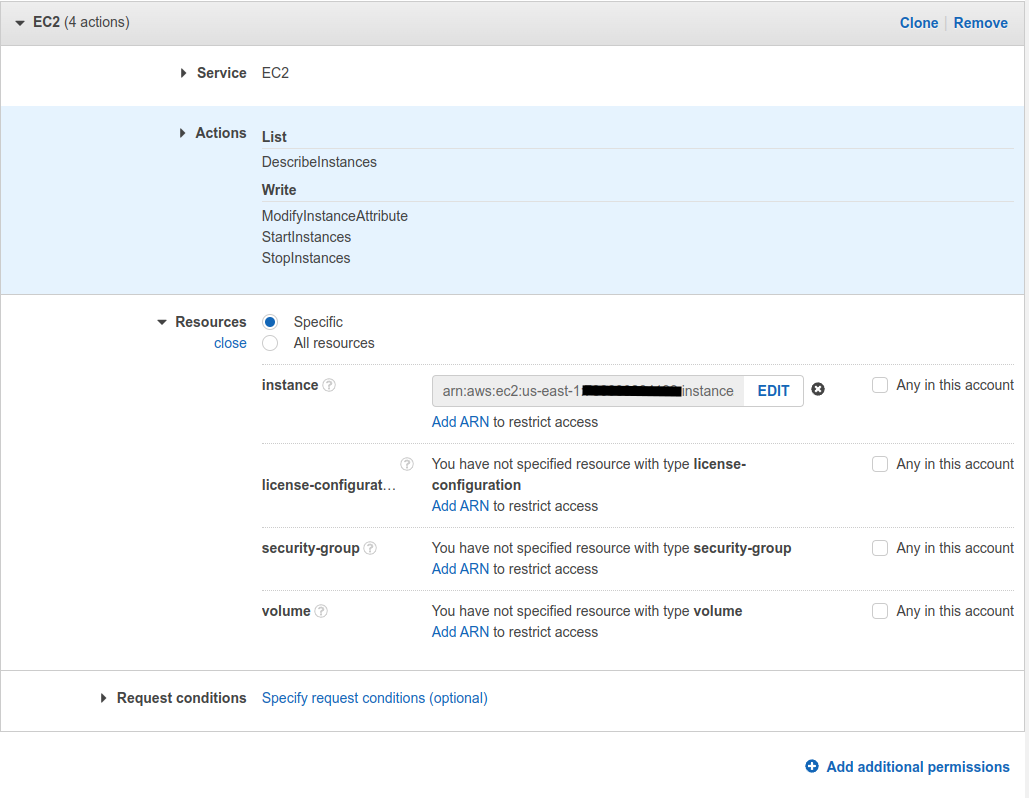 EC2 (4 actions) Clone | Remove
Service EC2
Actions List
DescribeInstances
Write
ModifyInstanceAttribute
StartInstances
StopInstances
Resources Specific
close All resources
instance ? arn:aws:ec2:us-east-1 instance EDIT Any in this account
Add ARN to restrict access
? You have not specified resource with type license- Any in this account
license-configurat… configuration
Add ARN to restrict access
security-group ? You have not specified resource with type security-group Any in this account
Add ARN to restrict access
volume ? You have not specified resource with type volume Any in this account
Add ARN to restrict access
Request conditions Specify request conditions (optional)
Add additional permissions